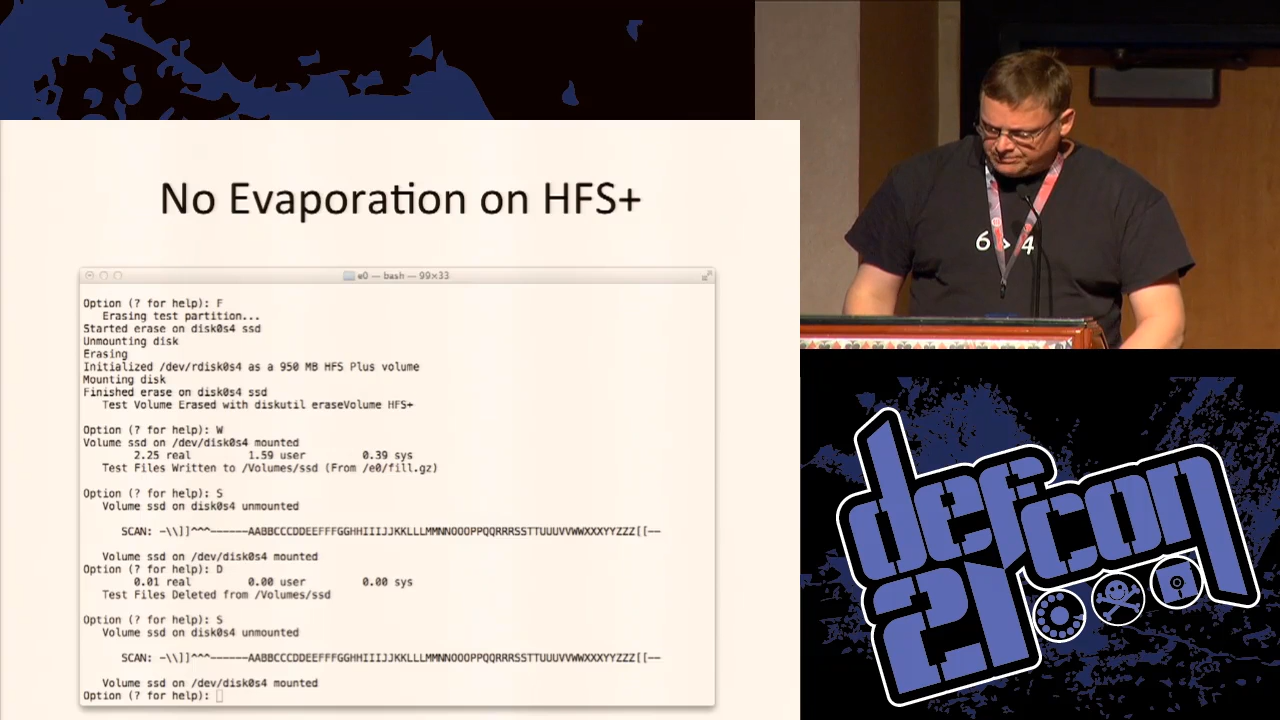 No Evaporation on HFS+
e0 — bash — 99×33
Option (? for help): F
Erasing test partition...
Started erase on disk0s4 ssd
Unmounting disk
Erasing
Initialized /dev/rdisk0s4 as a 950 MB HFS Plus volume
Mounting disk
Finished erase on disk0s4 ssd
Test Volume Erased with diskutil eraseVolume HFS+
Option (? for help): W
Volume ssd on /dev/disk0s4 mounted
2.25 real 1.59 user 0.39 sys
Test Files Written to /Volumes/ssd (From /e0/fill.gz)
Option (? for help): S
Volume ssd on disk0s4 unmounted
SCAN: -\\]]^^^------AABBCCCDDEEFFFGGHHIIIJJKKLLLMMNNOOOPPQQRRRSSTTUUUVVWWXXXYYZZZ[[--
Volume ssd on /dev/disk0s4 mounted
Option (? for help): D
0.01 real 0.00 user 0.00 sys
Test Files Deleted from /Volumes/ssd
Option (? for help): S
Volume ssd on disk0s4 unmounted
SCAN: -\\]]^^^------AABBCCCDDEEFFFGGHHIIIJJKKLLLMMNNOOOPPQQRRRSSTTUUUVVWWXXXYYZZZ[[--
Volume ssd on /dev/disk0s4 mounted
Option (? for help):
6 > 4
defcon
21